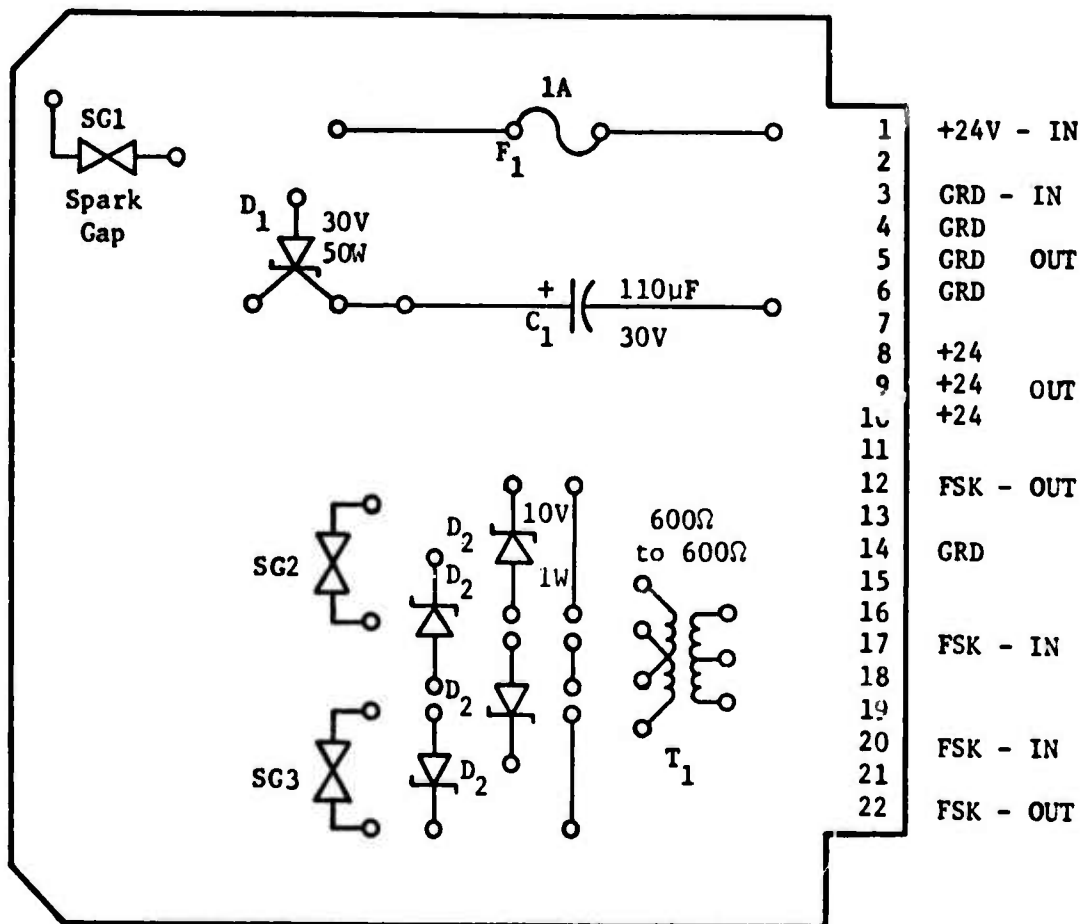 1A
SG1
Spark
Gap
F1
D1
30V
50W
+
110μF
C1
30V
1 +24V - IN
2
3 GRD - IN
4 GRD
5 GRD OUT
6 GRD
7
8 +24
9 +24 OUT
10 +24
11
12 FSK - OUT
13
14 GRD
15
16
17 FSK - IN
18
19
20 FSK - IN
21
22 FSK - OUT
SG2
D2
10V
D2
1W
600Ω
to 600Ω
D2
SG3
D2
T1